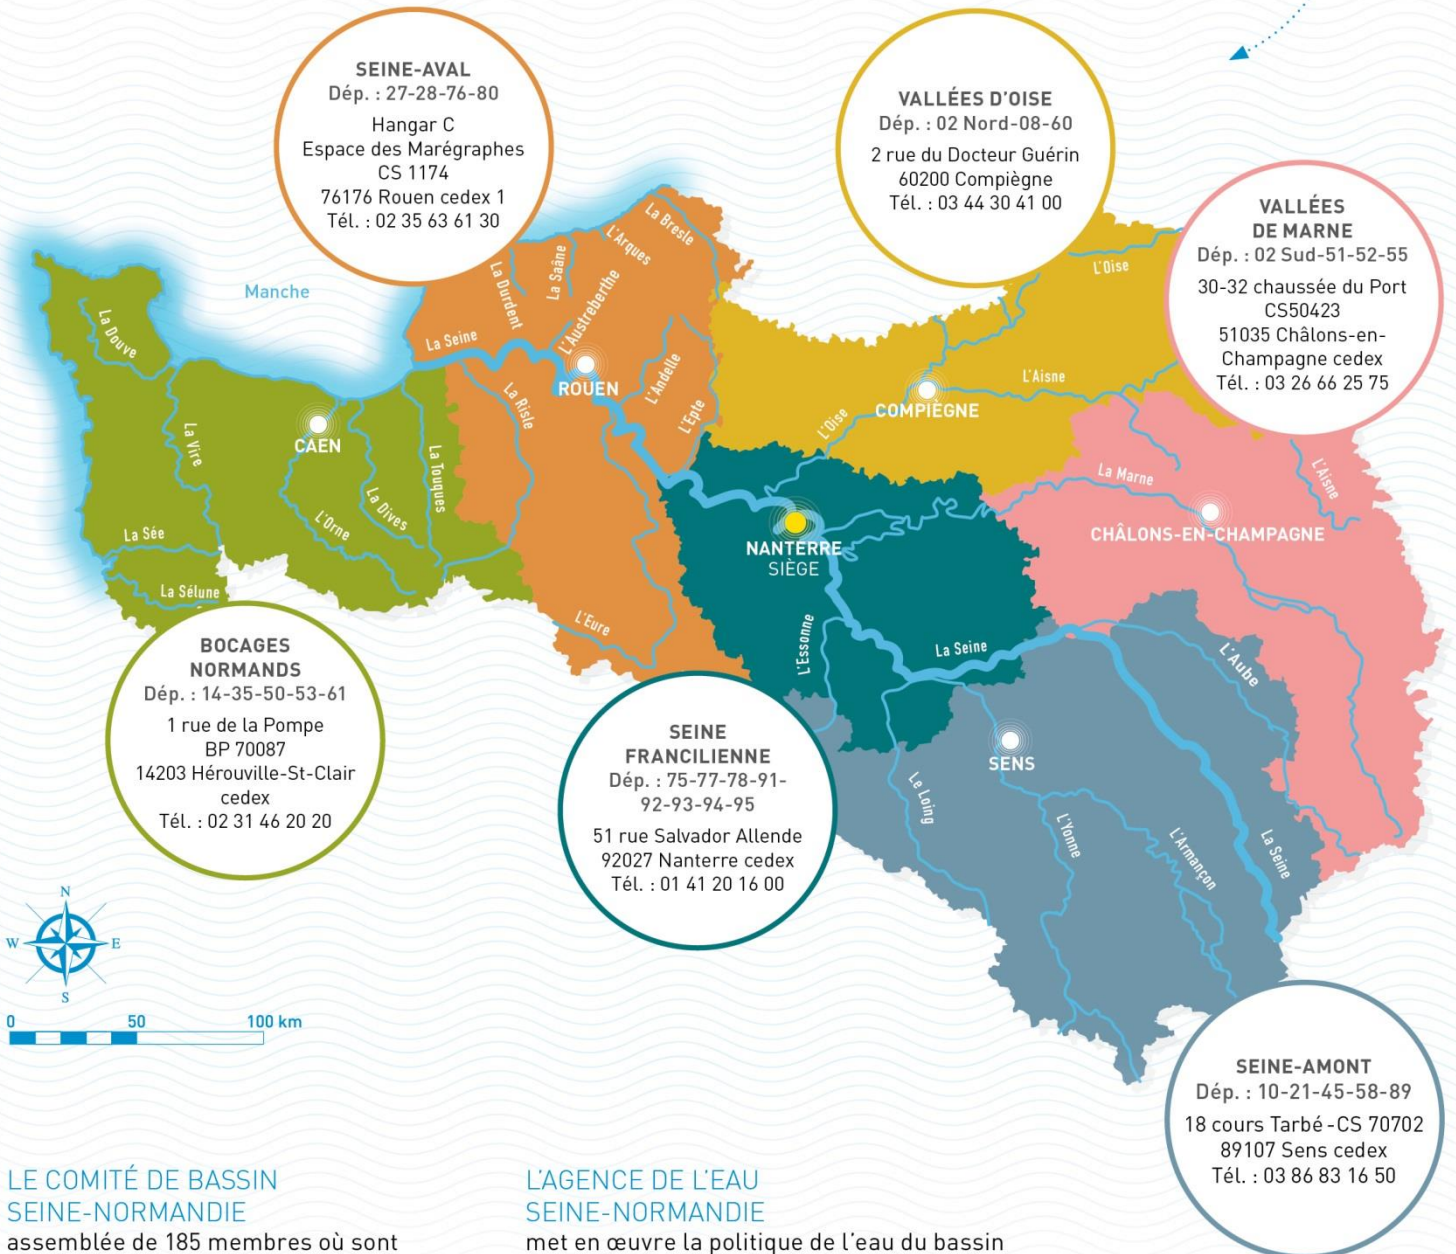 SEINE-AVAL
Dép. : 27-28-76-80
Hangar C
Espace des Marégraphes
CS 1174
76176 Rouen cedex 1
Tél. : 02 35 63 61 30
VALLÉES D'OISE
Dép. : 02 Nord-08-60
2 rue du Docteur Guérin
60200 Compiègne
Tél. : 03 44 30 41 00
VALLÉES
DE MARNE
Dép. : 02 Sud-51-52-55
30-32 chaussée du Port
CS50423
51035 Châlons-en-
Champagne cedex
Tél. : 03 26 66 25 75
Manche
La Douve
La Vire
CAEN
La Sée
La Sélune
L'Orne
La Dives
La Touques
La Seine
La Durdent
La Saâne
L'Arques
La Bresle
L'Austreberthe
ROUEN
La Risle
L'Andelle
L'Epte
L'Eure
L'Oise
L'Oise
L'Aisne
COMPIÈGNE
La Marne
L'Aisne
CHÂLONS-EN-CHAMPAGNE
NANTERRE
SIÈGE
L'Essonne
La Seine
L'Aube
SENS
Le Loing
L'Yonne
L'Armançon
La Seine
BOCAGES
NORMANDS
Dép. : 14-35-50-53-61
1 rue de la Pompe
BP 70087
14203 Hérouville-St-Clair
cedex
Tél. : 02 31 46 20 20
SEINE
FRANCILIENNE
Dép. : 75-77-78-91-
92-93-94-95
51 rue Salvador Allende
92027 Nanterre cedex
Tél. : 01 41 20 16 00
N
W E
S
0 50 100 km
SEINE-AMONT
Dép. : 10-21-45-58-89
18 cours Tarbé - CS 70702
89107 Sens cedex
Tél. : 03 86 83 16 50
LE COMITÉ DE BASSIN
SEINE-NORMANDIE
assemblée de 185 membres où sont
L'AGENCE DE L'EAU
SEINE-NORMANDIE
met en œuvre la politique de l'eau du bassin